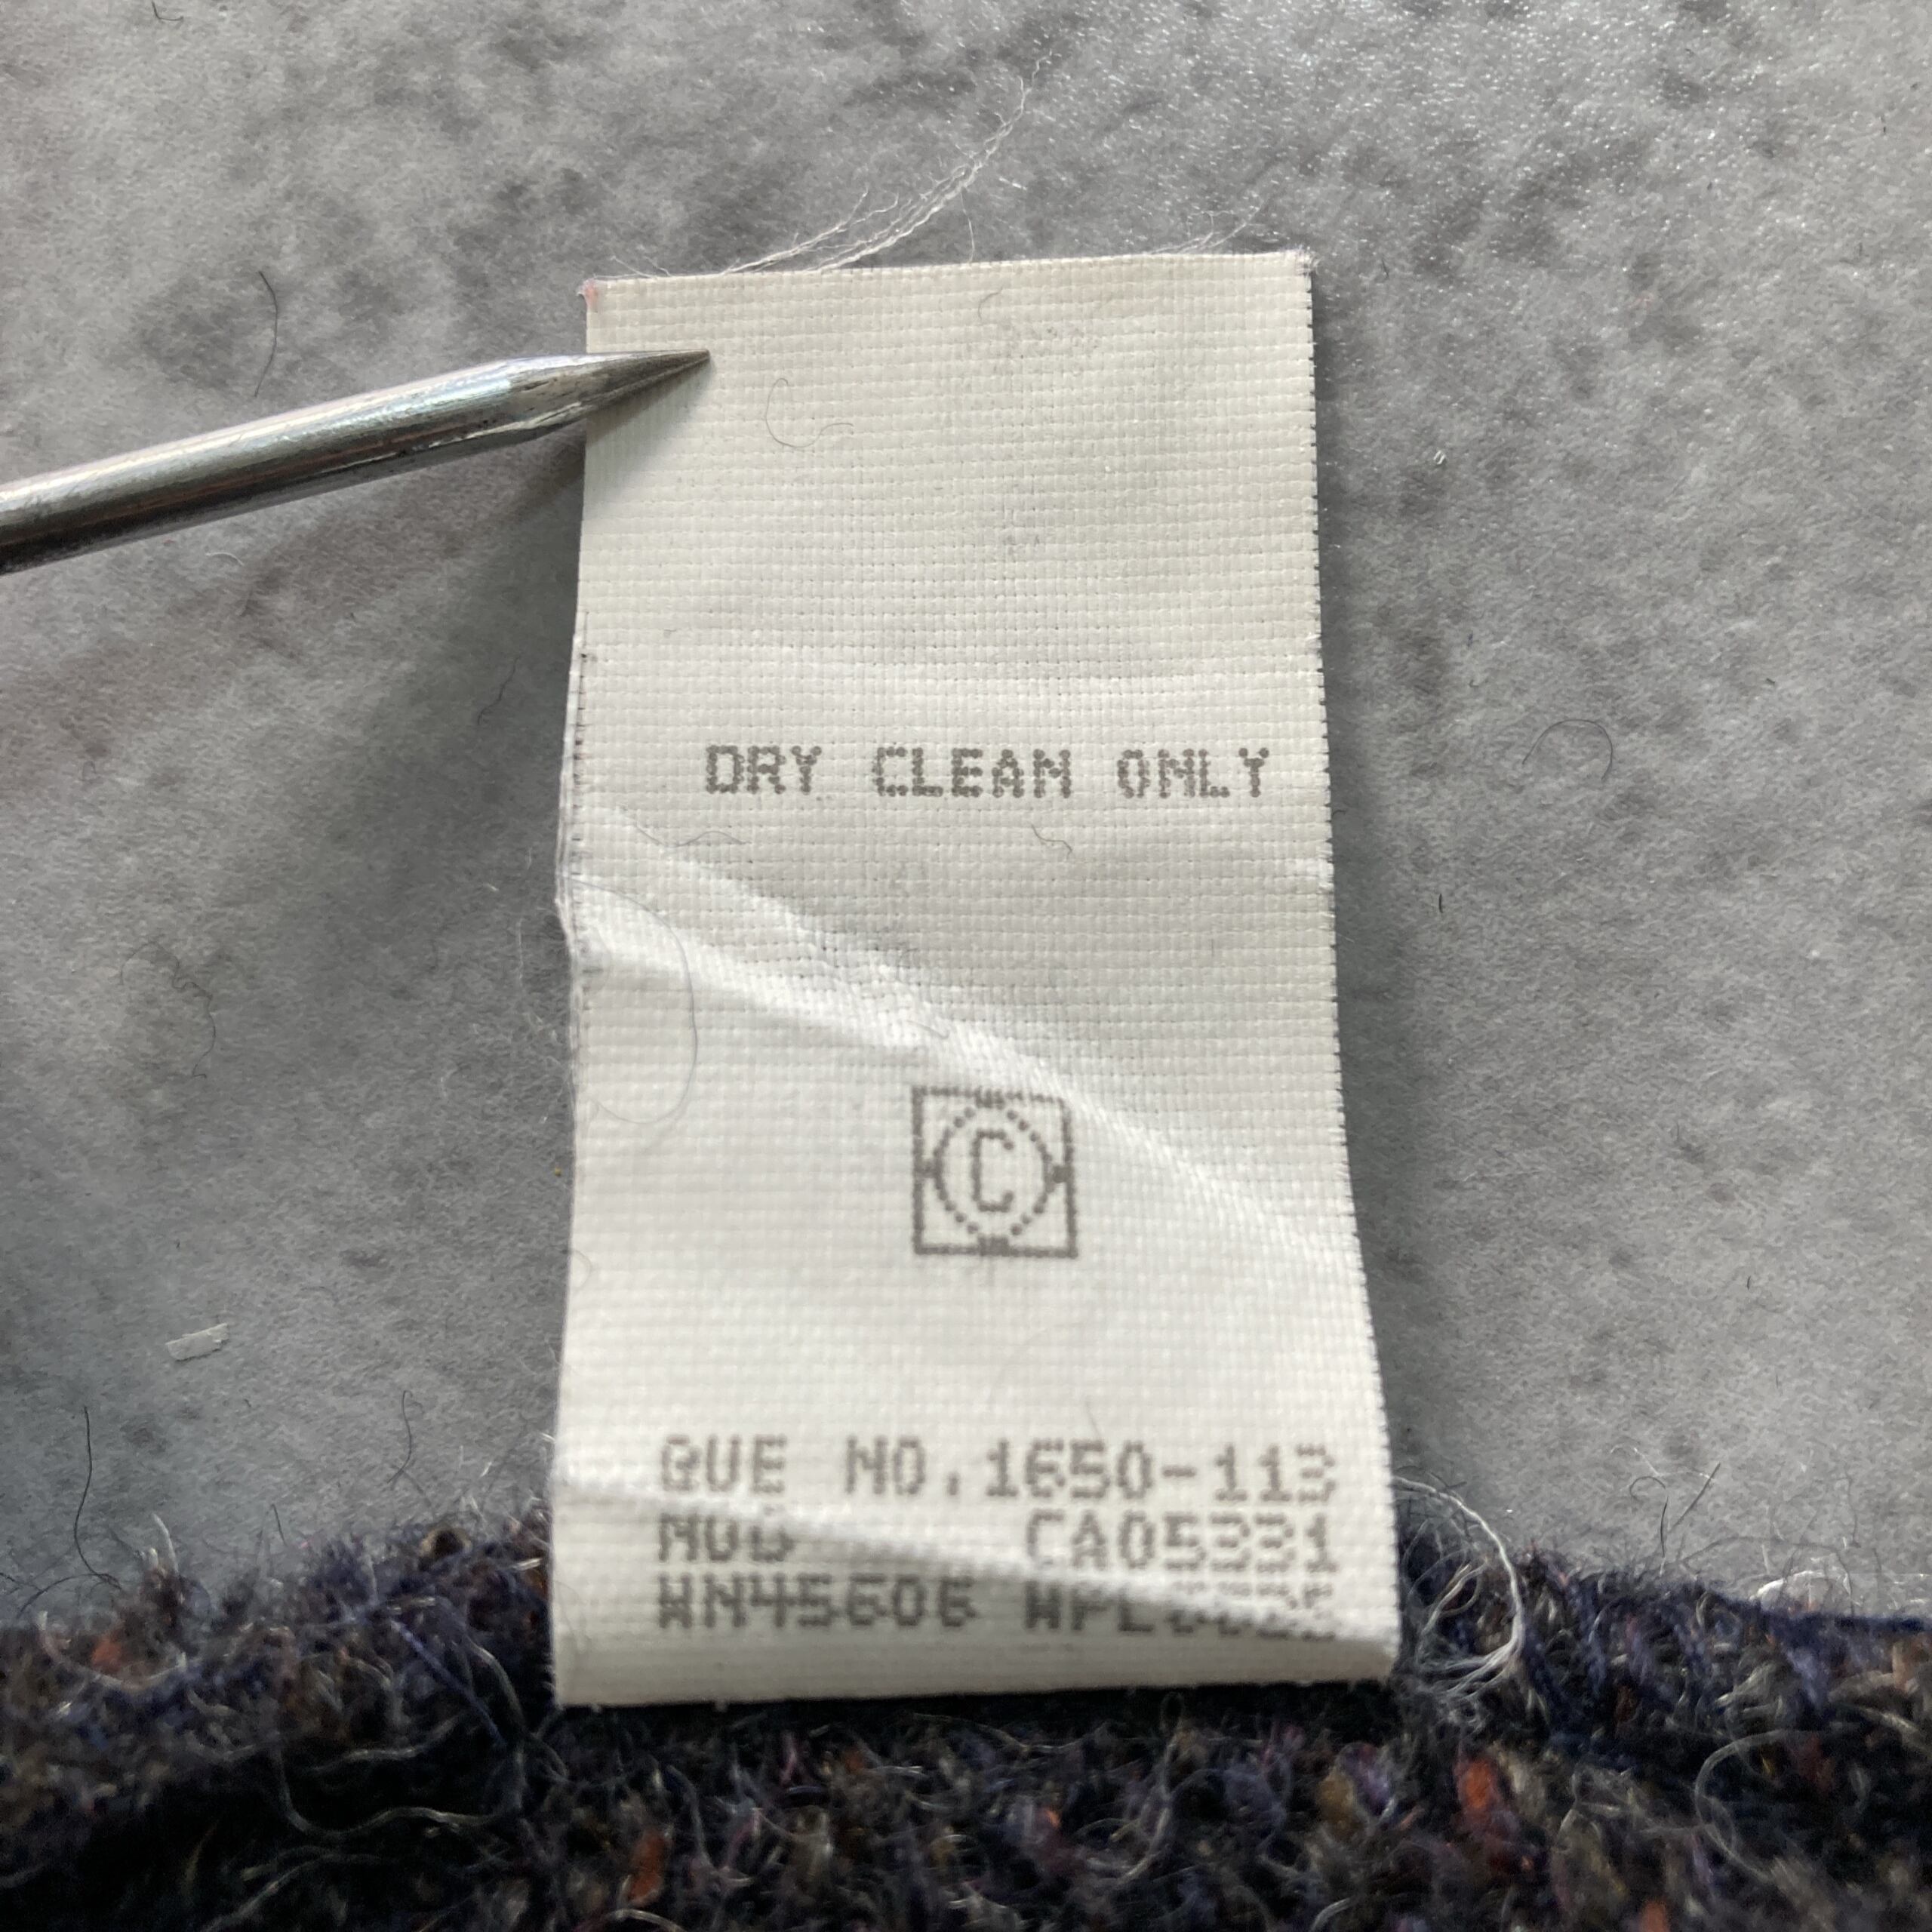 DRY CLEAN ONLY
C
QUE NO.1650-113
CA05331
WN45606